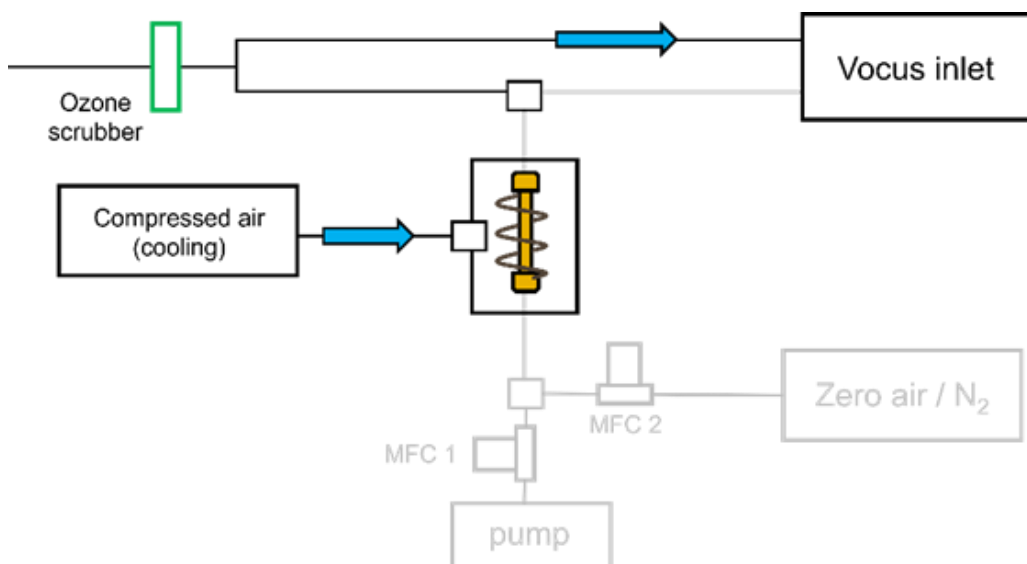 Vocus inlet
Ozone
scrubber
Compressed air
(cooling)
Zero air / N₂
MFC 2
MFC 1
pump